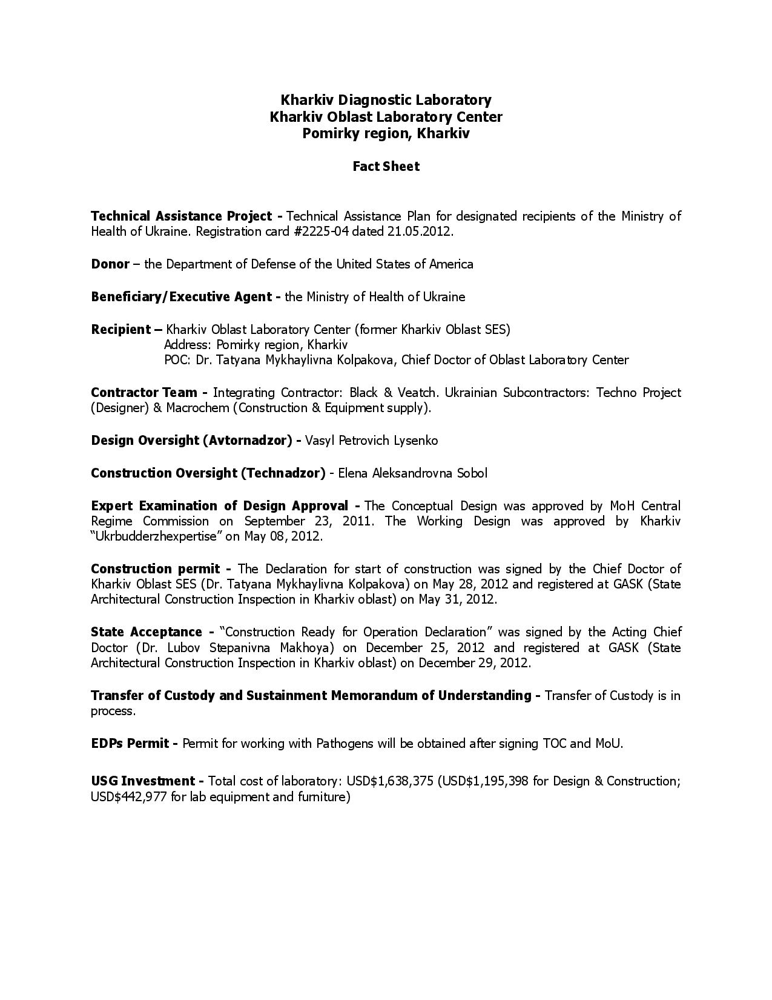 Kharkiv Diagnostic Laboratory
Kharkiv Oblast Laboratory Center
Pomirky region, Kharkiv
Fact Sheet
Technical Assistance Project - Technical Assistance Plan for designated recipients of the Ministry of
Health of Ukraine. Registration card #2225-04 dated 21.05.2012.
Donor – the Department of Defense of the United States of America
Beneficiary/Executive Agent - the Ministry of Health of Ukraine
Recipient – Kharkiv Oblast Laboratory Center (former Kharkiv Oblast SES)
Address: Pomirky region, Kharkiv
POC: Dr. Tatyana Mykhaylivna Kolpakova, Chief Doctor of Oblast Laboratory Center
Contractor Team - Integrating Contractor: Black & Veatch. Ukrainian Subcontractors: Techno Project
(Designer) & Macrochem (Construction & Equipment supply).
Design Oversight (Avtornadzor) - Vasyl Petrovich Lysenko
Construction Oversight (Technadzor) - Elena Aleksandrovna Sobol
Expert Examination of Design Approval - The Conceptual Design was approved by MoH Central
Regime Commission on September 23, 2011. The Working Design was approved by Kharkiv
“Ukrbudderzhexpertise” on May 08, 2012.
Construction permit - The Declaration for start of construction was signed by the Chief Doctor of
Kharkiv Oblast SES (Dr. Tatyana Mykhaylivna Kolpakova) on May 28, 2012 and registered at GASK (State
Architectural Construction Inspection in Kharkiv oblast) on May 31, 2012.
State Acceptance - “Construction Ready for Operation Declaration” was signed by the Acting Chief
Doctor (Dr. Lubov Stepanivna Makhoya) on December 25, 2012 and registered at GASK (State
Architectural Construction Inspection in Kharkiv oblast) on December 29, 2012.
Transfer of Custody and Sustainment Memorandum of Understanding - Transfer of Custody is in
process.
EDPs Permit - Permit for working with Pathogens will be obtained after signing TOC and MoU.
USG Investment - Total cost of laboratory: USD$1,638,375 (USD$1,195,398 for Design & Construction;
USD$442,977 for lab equipment and furniture)